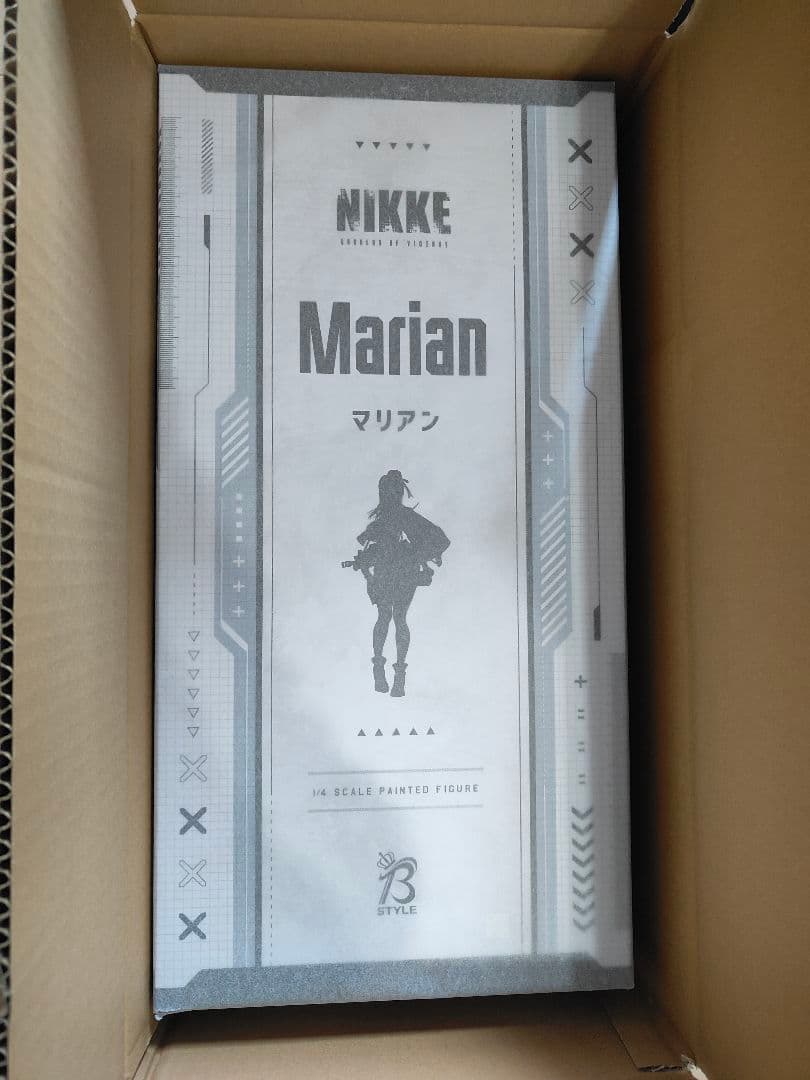 NIKKE
GODDESS OF VICTORY
Marian
マリアン
1/4 SCALE PAINTED FIGURE
B
STYLE